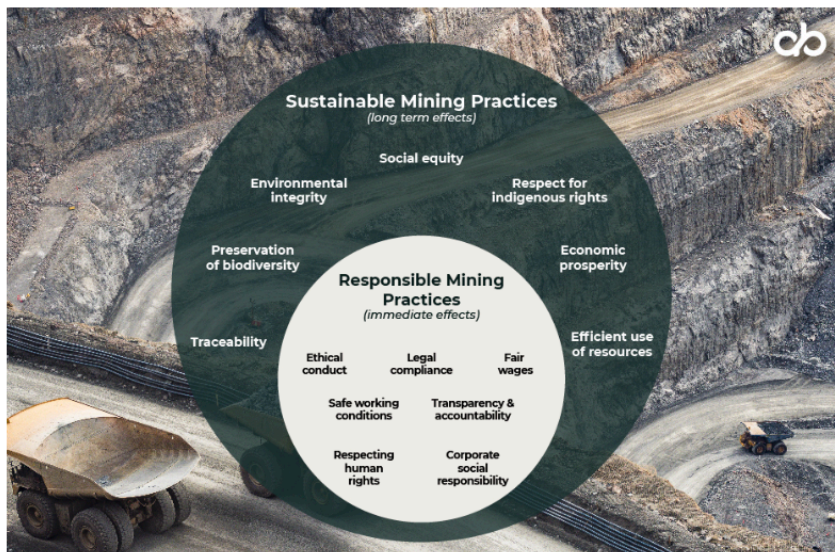 Sustainable Mining Practices
(long term effects)
Social equity
Environmental
integrity
Respect for
indigenous rights
Preservation
of biodiversity
Economic
prosperity
Traceability
Efficient use
of resources
Responsible Mining
Practices
(immediate effects)
Ethical
conduct
Legal
compliance
Fair
wages
Safe working
conditions
Transparency &
accountability
Respecting
human
rights
Corporate
social
responsibility